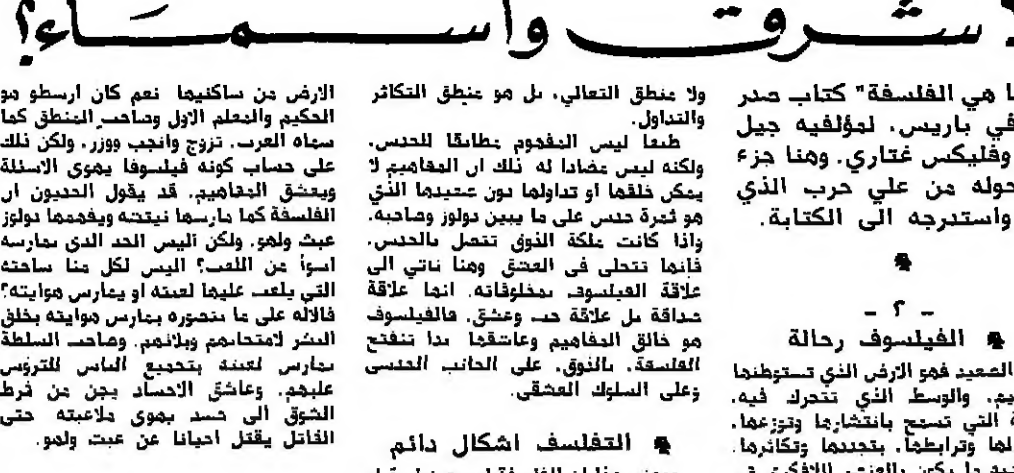 شرق واسماء؟
ا هي الفلسفة" كتاب صدر
في باريس، لمؤلفيه جيل
وفليكس غتاري. وهنا جزء
حوله من علي حرب الذي
واستدرجه الى الكتابة.
- ٢ -
الفيلسوف رحالة
الصعيد فهو الارض التي تستوطنها
يم، والوسط الذي تتحرك فيه،
ة التي تسمح بانتشارها وتوزعها،
لها وترابطها، بتجددها وتكاثرها.
ولا منطق التعالي، بل هو منطق التكاثر
والتداول.
طبعا ليس المفهوم مطابقا للحدس،
ولكنه ليس مضادا له ذلك ان المفاهيم لا
يمكن خلقها او تداولها دون عتبتها الذي
هو ثمرة حدس على ما يبين دولوز وصاحبه.
واذا كانت ملكة الذوق تتصل بالحدس،
فانها تتجلى في العشق وهنا ناتي الى
علاقة الفيلسوف بمخلوقاته. انها علاقة
صداقة بل علاقة حب وعشق. فالفيلسوف
هو خالق المفاهيم وعاشقها بذا تنفتح
الفلسفة، بالذوق، على الجانب الحدسي
وعلى السلوك العشقي.
التفلسف اشكال دائم
الارض من ساكنيها نعم كان ارسطو هو
الحكيم والمعلم الاول وصاحب المنطق كما
سماه العرب. تزوج وانجب ووزر. ولكن ذلك
على حساب كونه فيلسوفا يهوى الاسئلة
ويعشق المفاهيم. قد يقول الجديون ان
الفلسفة كما مارسها نيتشه ويفهمها دولوز
عبث ولهو. ولكن اليس الجد الذي نمارسه
اسوأ من اللعب؟ اليس لكل منا ساحته
التي يلعب عليها لعبته او يمارس هوايته؟
فالاله على ما نتصوره يمارس هوايته بخلق
البشر لامتحانهم وبلائهم. وصاحب السلطة
يمارس لعبته بتجميع الناس للترؤس
عليهم. وعاشق الاجساد يجن من فرط
الشوق الى جسد يهوى ملاعبته حتى
القاتل يقتل احيانا عن عبث ولهو.